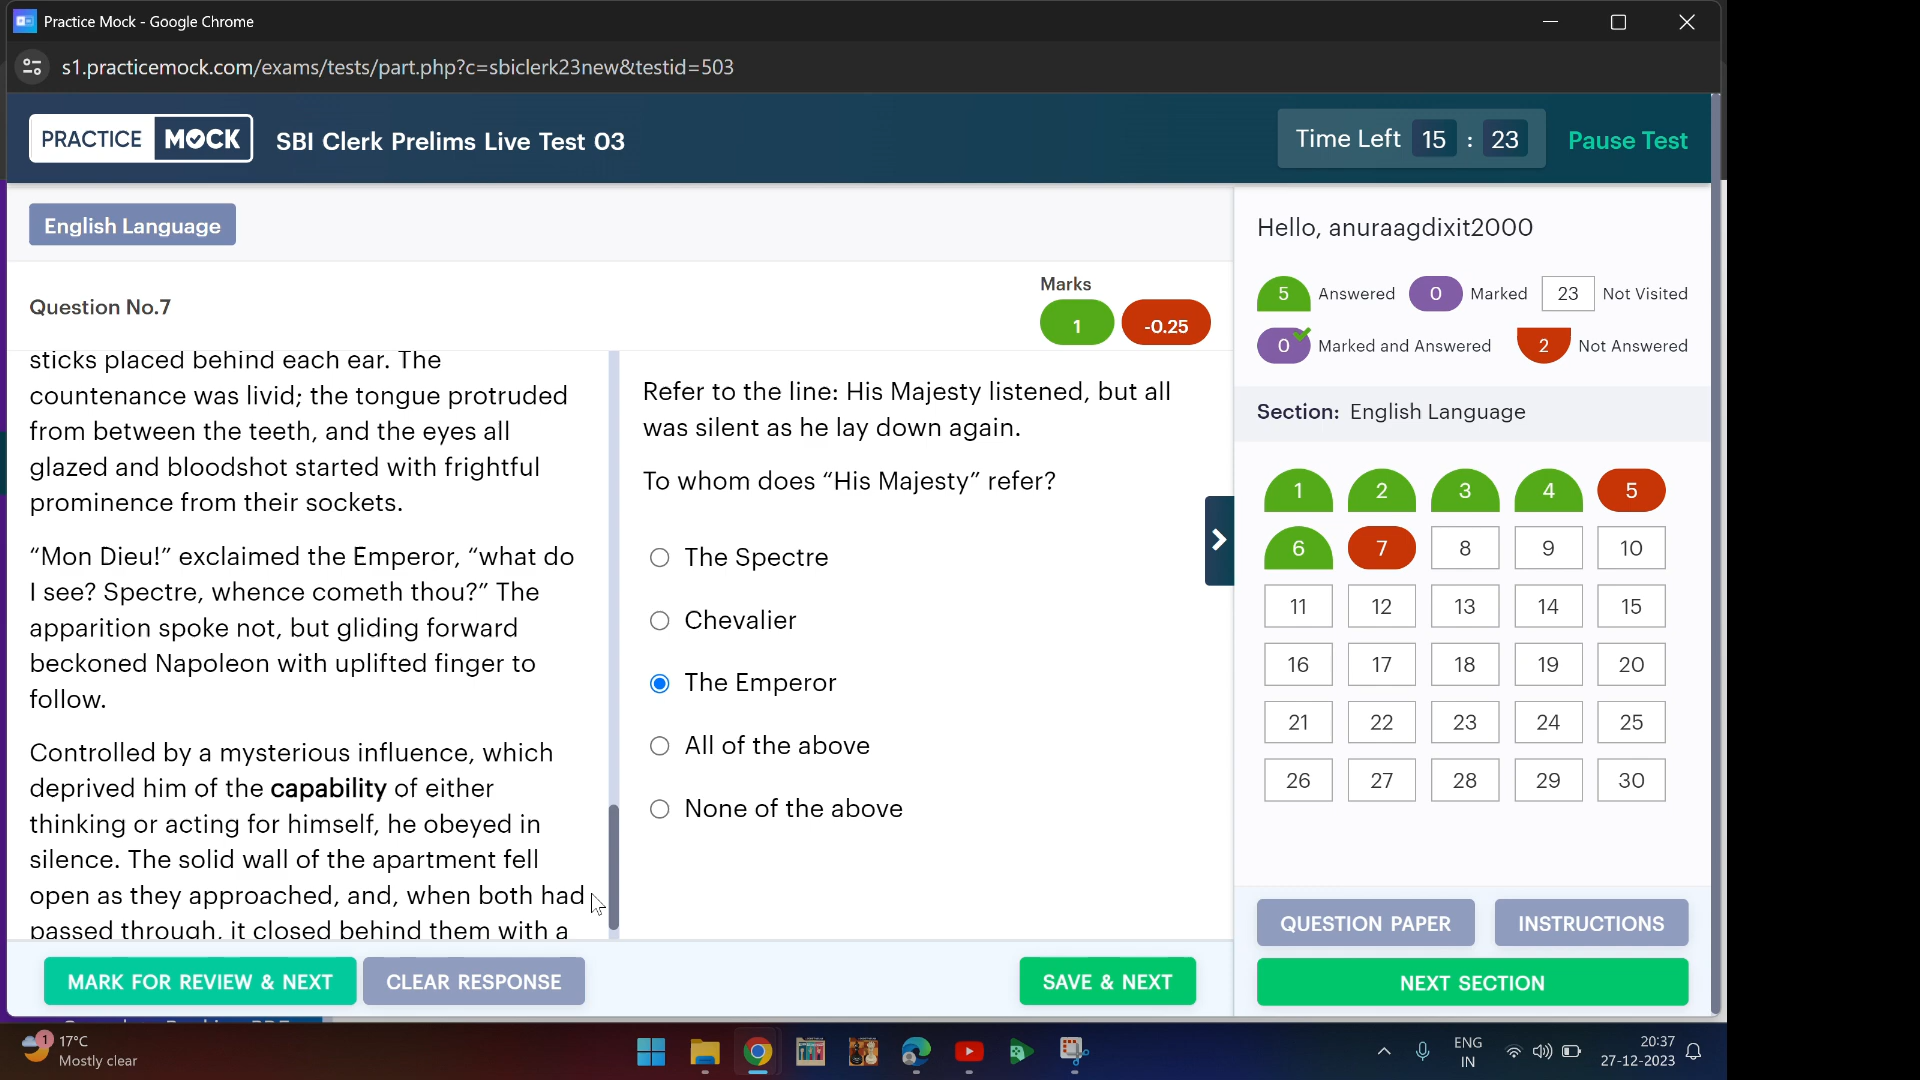 Practice Mock - Google Chrome
s1.practicemock.com/exams/tests/part.php?c=sbiclerk23new&testid=503
PRACTICE MOCK
SBI Clerk Prelims Live Test 03
Time Left 15 : 23
Pause Test
English Language
Hello, anuraagdixit2000
Question No.7
Marks
1 -0.25
5 Answered 0 Marked 23 Not Visited
0 Marked and Answered 2 Not Answered
Section: English Language
sticks placed behind each ear. The
countenance was livid; the tongue protruded
from between the teeth, and the eyes all
glazed and bloodshot started with frightful
prominence from their sockets.
“Mon Dieu!” exclaimed the Emperor, “what do
I see? Spectre, whence cometh thou?” The
apparition spoke not, but gliding forward
beckoned Napoleon with uplifted finger to
follow.
Controlled by a mysterious influence, which
deprived him of the capability of either
thinking or acting for himself, he obeyed in
silence. The solid wall of the apartment fell
open as they approached, and, when both had
passed through, it closed behind them with a
Refer to the line: His Majesty listened, but all
was silent as he lay down again.
To whom does “His Majesty” refer?
The Spectre
Chevalier
The Emperor
All of the above
None of the above
1 2 3 4 5
6 7 8 9 10
11 12 13 14 15
16 17 18 19 20
21 22 23 24 25
26 27 28 29 30
QUESTION PAPER
INSTRUCTIONS
MARK FOR REVIEW & NEXT
CLEAR RESPONSE
SAVE & NEXT
NEXT SECTION
1
17°C
Mostly clear
ENG
IN
20:37
27-12-2023